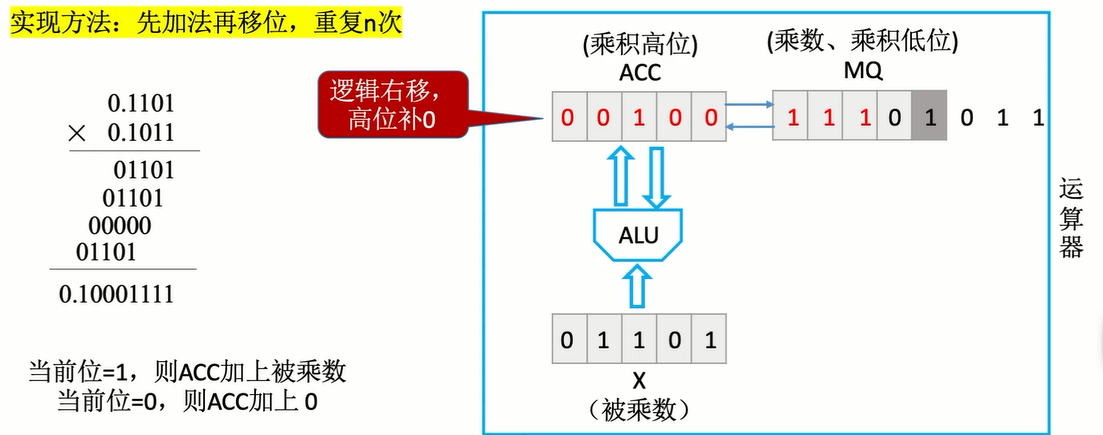 实现方法：先加法再移位，重复n次
0.1101
× 0.1011
01101
01101
00000
01101
0.10001111
当前位=1，则ACC加上被乘数
当前位=0，则ACC加上 0
逻辑右移，
高位补0
(乘积高位)
ACC
0 0 1 0 0
(乘数、乘积低位)
MQ
1 1 1 0 1 0 1 1
ALU
0 1 1 0 1
X
（被乘数）
运算器